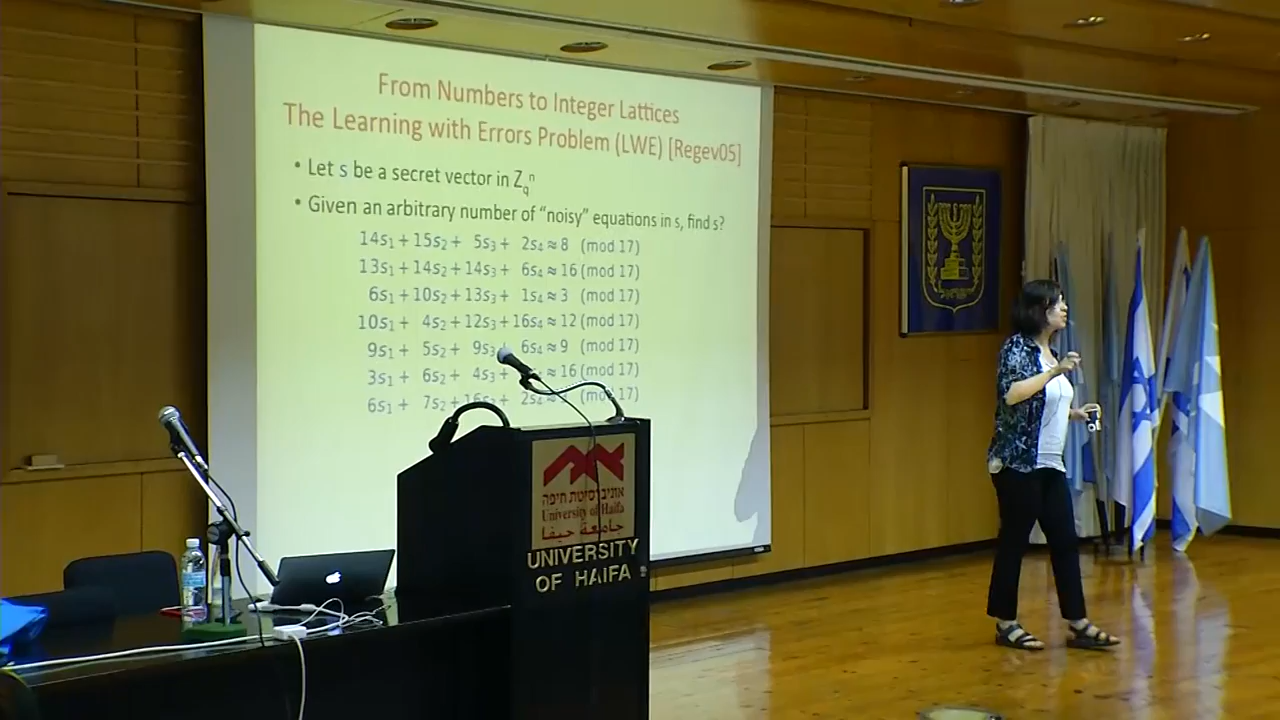 From Numbers to Integer Lattices
The Learning with Errors Problem (LWE) [Regev05]
• Let s be a secret vector in Zqⁿ
• Given an arbitrary number of “noisy” equations in s, find s?
14s₁ + 15s₂ + 5s₃ + 2s₄ ≈ 8 (mod 17)
13s₁ + 14s₂ + 14s₃ + 6s₄ ≈ 16 (mod 17)
6s₁ + 10s₂ + 13s₃ + 1s₄ ≈ 3 (mod 17)
10s₁ + 4s₂ + 12s₃ + 16s₄ ≈ 12 (mod 17)
9s₁ + 5s₂ + 9s₃ + 6s₄ ≈ 9 (mod 17)
3s₁ + 6s₂ + 4s₃ + ≈ 16 (mod 17)
6s₁ + 7s₂ + 16s₃ + 2s₄ ≈ (mod 17)
אוניברסיטת חיפה
University of Haifa
جامعة حيفا
UNIVERSITY
OF HAIFA